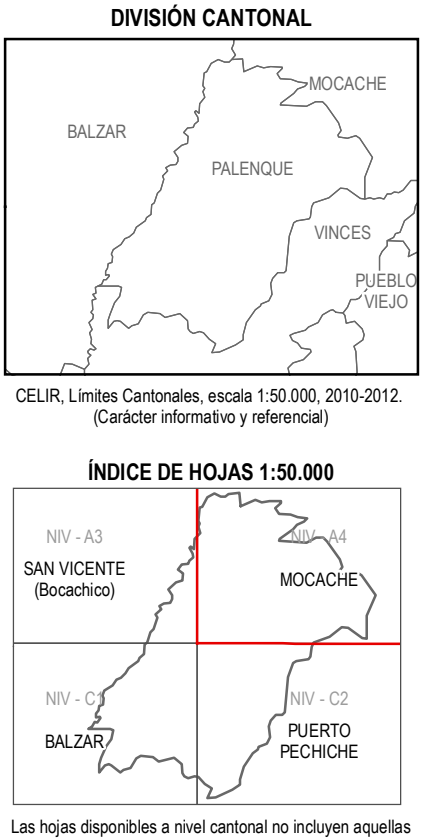 DIVISIÓN CANTONAL
MOCACHE
BALZAR
PALENQUE
VINCES
PUEBLO
VIEJO
CELIR, Límites Cantonales, escala 1:50.000, 2010-2012.
(Carácter informativo y referencial)
ÍNDICE DE HOJAS 1:50.000
NIV - A3
NIV - A4
SAN VICENTE
(Bocachico)
MOCACHE
NIV - C1
NIV - C2
BALZAR
PUERTO
PECHICHE
Las hojas disponibles a nivel cantonal no incluyen aquellas